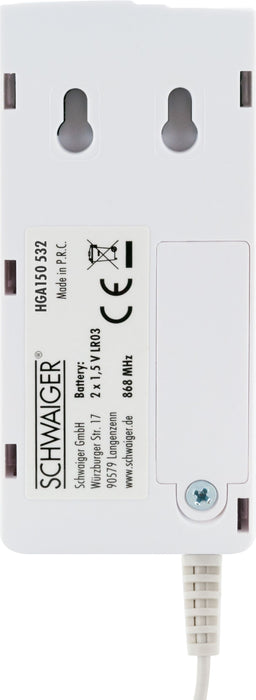 SCHWAIGER®
HGA150 532
Made in P.R.C.
Battery:
2 x 1,5 V LR03
868 MHz
CE
Schwaiger GmbH
Würzburger Str. 17
90579 Langenzenn
www.schwaiger.de